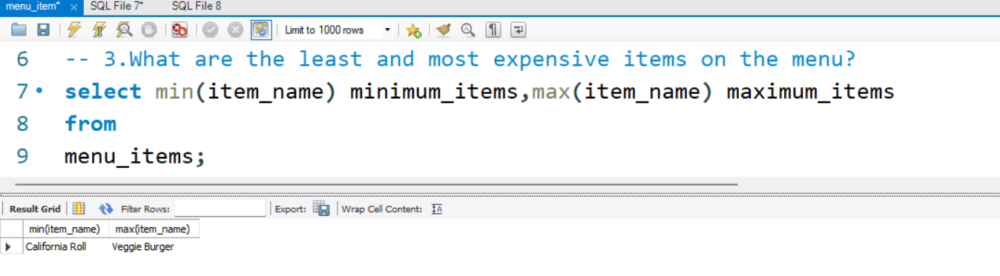 menu_item* × SQL File 7* SQL File 8
Limit to 1000 rows
6 -- 3.What are the least and most expensive items on the menu?
7 select min(item_name) minimum_items,max(item_name) maximum_items
8 from
9 menu_items;
Result Grid Filter Rows: Export: Wrap Cell Content:
min(item_name) max(item_name)
California Roll Veggie Burger